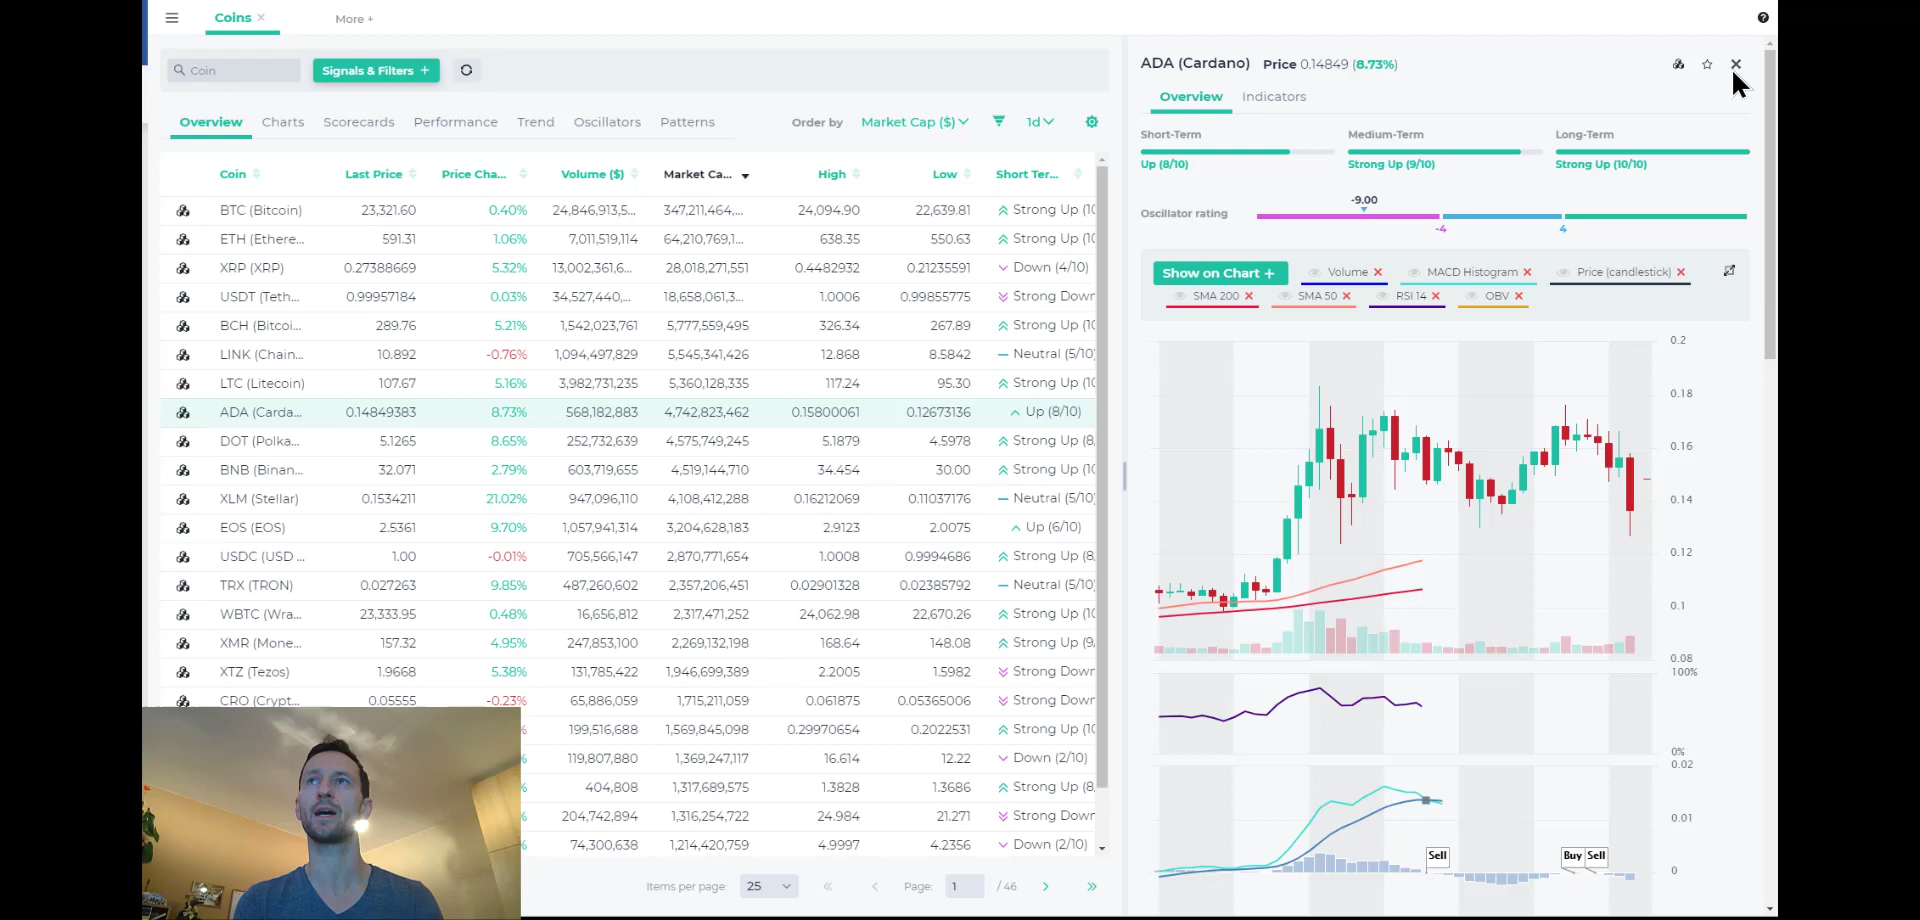 Coins × More +
Coin Signals & Filters +
Overview Charts Scorecards Performance Trend Oscillators Patterns Order by Market Cap ($) 1d
Coin Last Price Price Cha... Volume ($) Market Ca... High Low Short Ter...
BTC (Bitcoin) 23,321.60 0.40% 24,846,913,5... 347,211,464,... 24,094.90 22,639.81 Strong Up (10
ETH (Ethere... 591.31 1.06% 7,011,519,114 64,210,769,1... 638.35 550.63 Strong Up (10
XRP (XRP) 0.27388669 5.32% 13,002,361,6... 28,018,271,551 0.4482932 0.21235591 Down (4/10)
USDT (Teth... 0.99957184 0.03% 34,527,440,... 18,658,061,3... 1.0006 0.99855775 Strong Down
BCH (Bitcoi... 289.76 5.21% 1,542,023,761 5,777,559,495 326.34 267.89 Strong Up (10
LINK (Chain... 10.892 -0.76% 1,094,497,829 5,545,341,426 12.868 8.5842 Neutral (5/10)
LTC (Litecoin) 107.67 5.16% 3,982,731,235 5,360,128,335 117.24 95.30 Strong Up (10
ADA (Carda... 0.14849383 8.73% 568,182,883 4,742,823,462 0.15800061 0.12673136 Up (8/10)
DOT (Polka... 5.1265 8.65% 252,732,639 4,575,749,245 5.1879 4.5978 Strong Up (8,
BNB (Binan... 32.071 2.79% 603,719,655 4,519,144,710 34.454 30.00 Strong Up (10
XLM (Stellar) 0.1534211 21.02% 947,096,110 4,108,412,288 0.16212069 0.11037176 Neutral (5/10)
EOS (EOS) 2.5361 9.70% 1,057,941,314 3,204,628,183 2.9123 2.0075 Up (6/10)
USDC (USD ... 1.00 -0.01% 705,566,147 2,870,771,654 1.0008 0.9994686 Strong Up (8,
TRX (TRON) 0.027263 9.85% 487,260,602 2,357,206,451 0.02901328 0.02385792 Neutral (5/10)
WBTC (Wra... 23,333.95 0.48% 16,656,812 2,317,471,252 24,062.98 22,670.26 Strong Up (10
XMR (Mone... 157.32 4.95% 247,853,100 2,269,132,198 168.64 148.08 Strong Up (9,
XTZ (Tezos) 1.9668 5.38% 131,785,422 1,946,699,389 2.2005 1.5982 Strong Down
CRO (Crypt... 0.05555 -0.23% 65,886,059 1,715,211,059 0.061875 0.05365006 Strong Down
% 199,516,688 1,569,845,098 0.29970654 0.2022531 Strong Up (10
% 119,807,880 1,369,247,117 16.614 12.22 Down (2/10)
% 404,808 1,317,689,575 1.3828 1.3686 Strong Up (8,
% 204,742,894 1,316,254,722 24.984 21.271 Strong Down
% 74,300,638 1,214,420,759 4.9997 4.2356 Down (2/10)
Items per page: 25 Page: 1 / 46
ADA (Cardano) Price 0.14849 (8.73%)
Overview Indicators
Short-Term Medium-Term Long-Term
Up (8/10) Strong Up (9/10) Strong Up (10/10)
-9.00
Oscillator rating
-4 4
Show on Chart + Volume × MACD Histogram × Price (candlestick) ×
SMA 200 × SMA 50 × RSI 14 × OBV ×
0.2
0.18
0.16
0.14
0.12
0.1
0.08
100%
0%
0.02
0.01
Sell Buy Sell
0